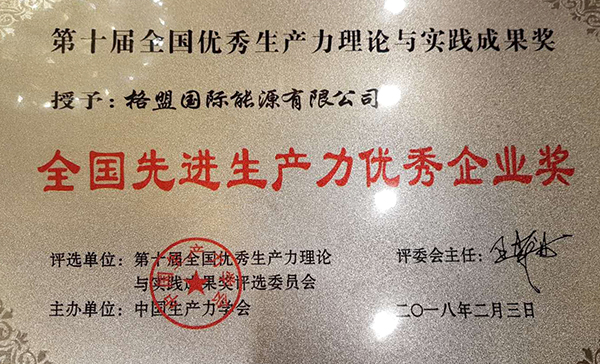 第十届全国优秀生产力理论与实践成果奖
授予：格盟国际能源有限公司
全国先进生产力优秀企业奖
评选单位：第十届全国优秀生产力理论
与实践成果奖评选委员会
主办单位：中国生产力学会
评委会主任：
二〇一八年二月三日